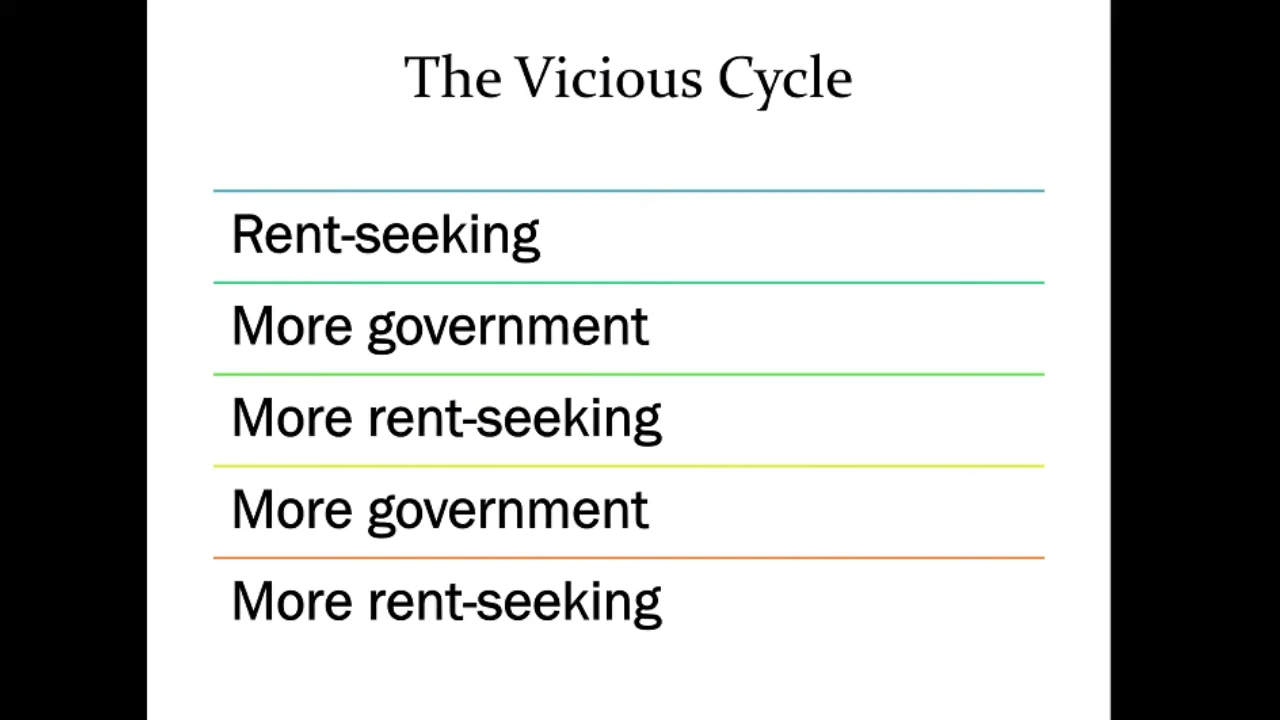 The Vicious Cycle
Rent-seeking
More government
More rent-seeking
More government
More rent-seeking